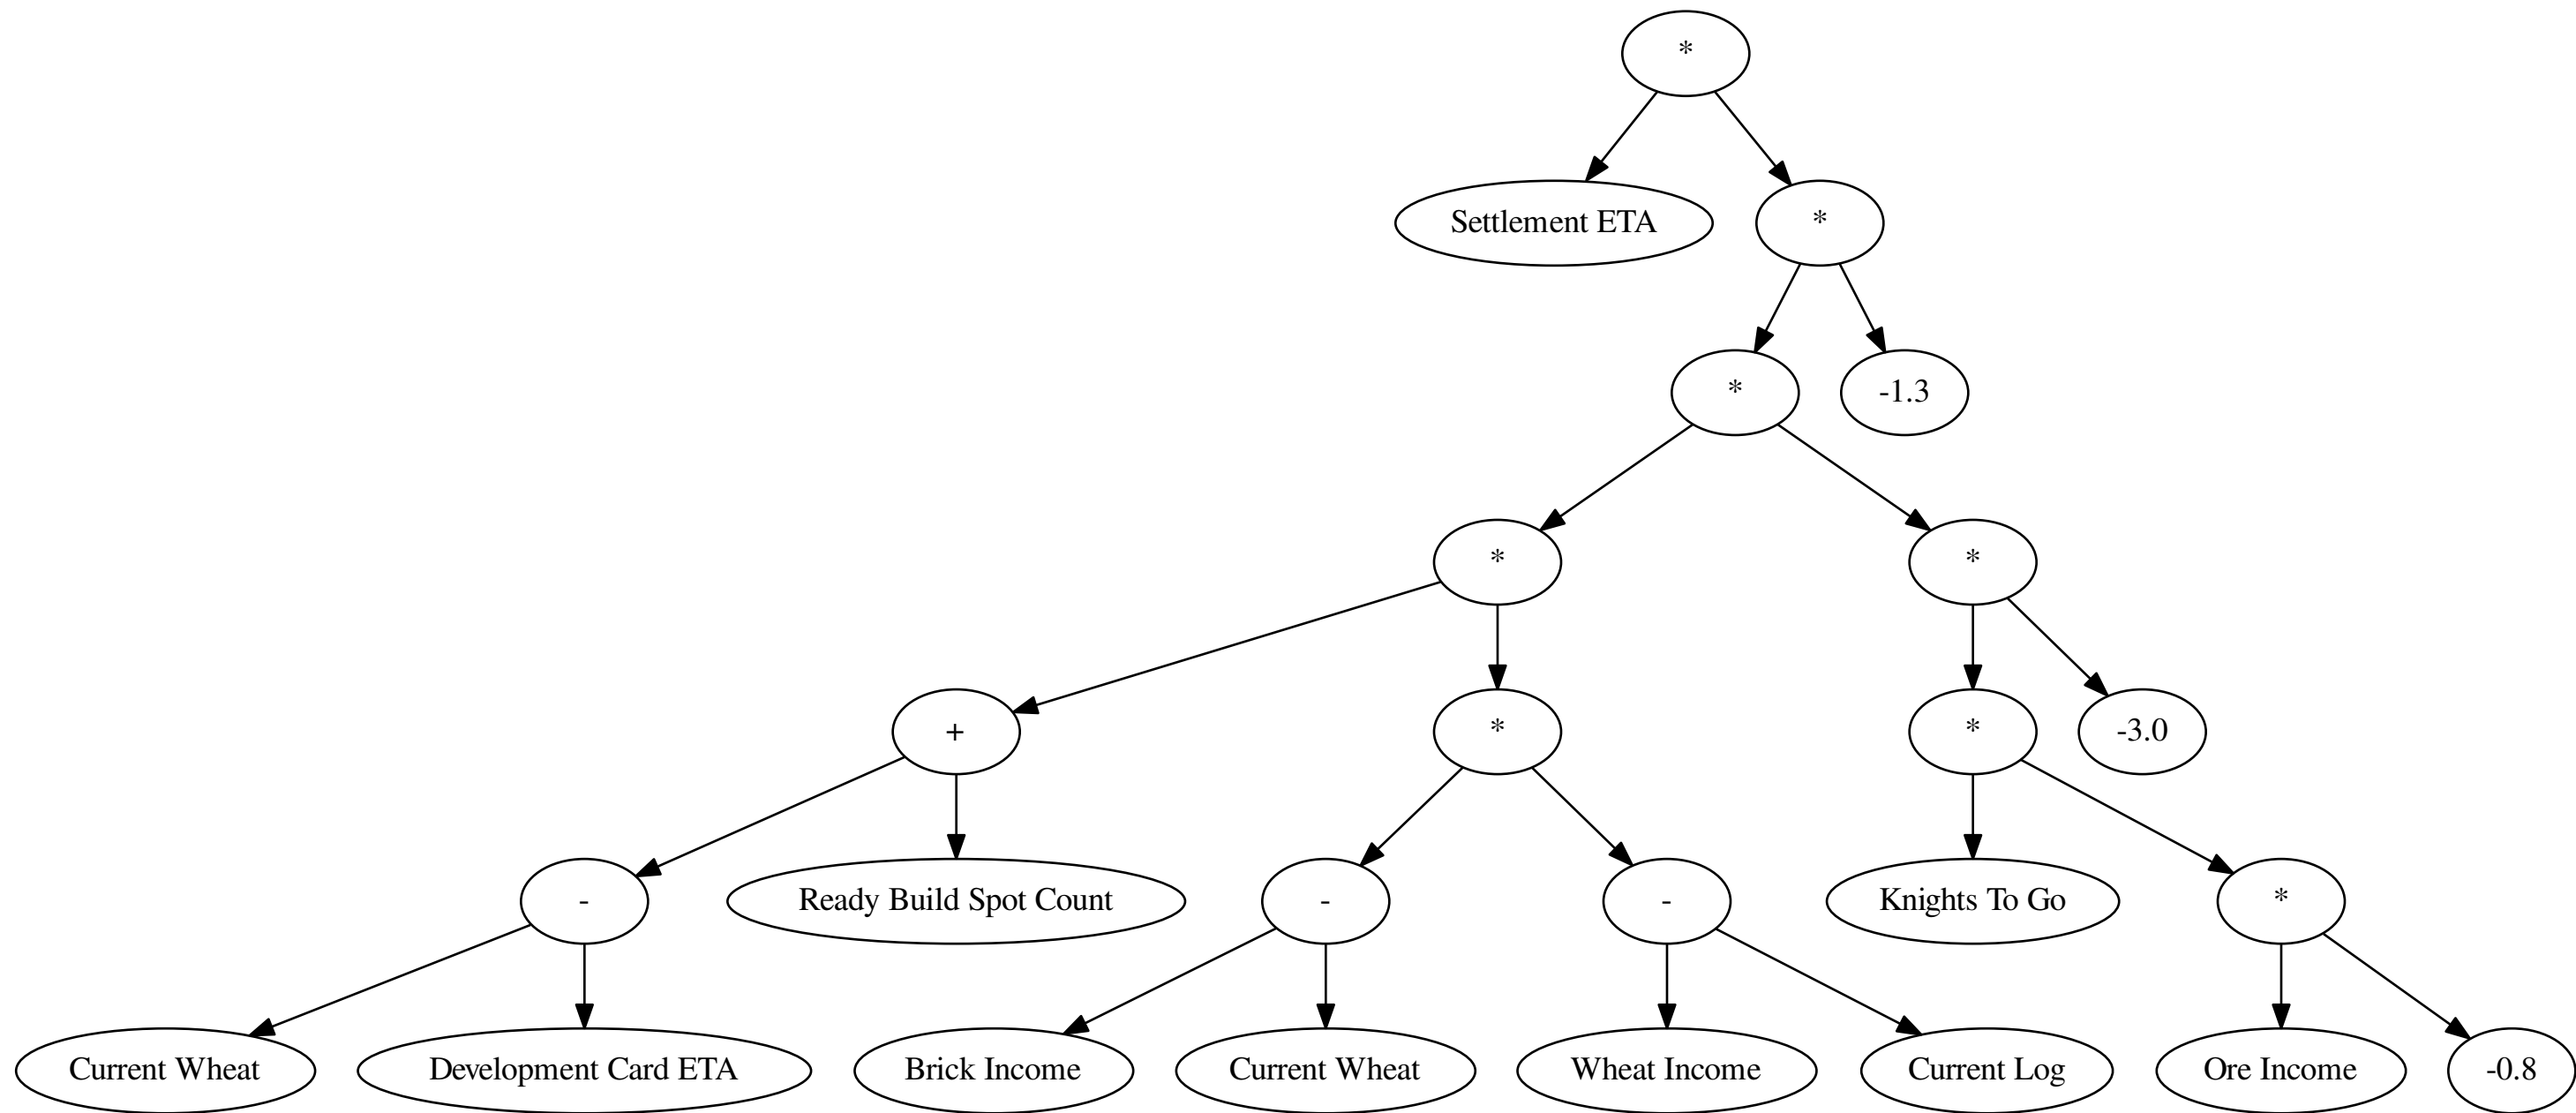 *
Settlement ETA
*
*
-1.3
*
*
+
*
*
-3.0
-
Ready Build Spot Count
-
-
Knights To Go
*
Current Wheat
Development Card ETA
Brick Income
Current Wheat
Wheat Income
Current Log
Ore Income
-0.8